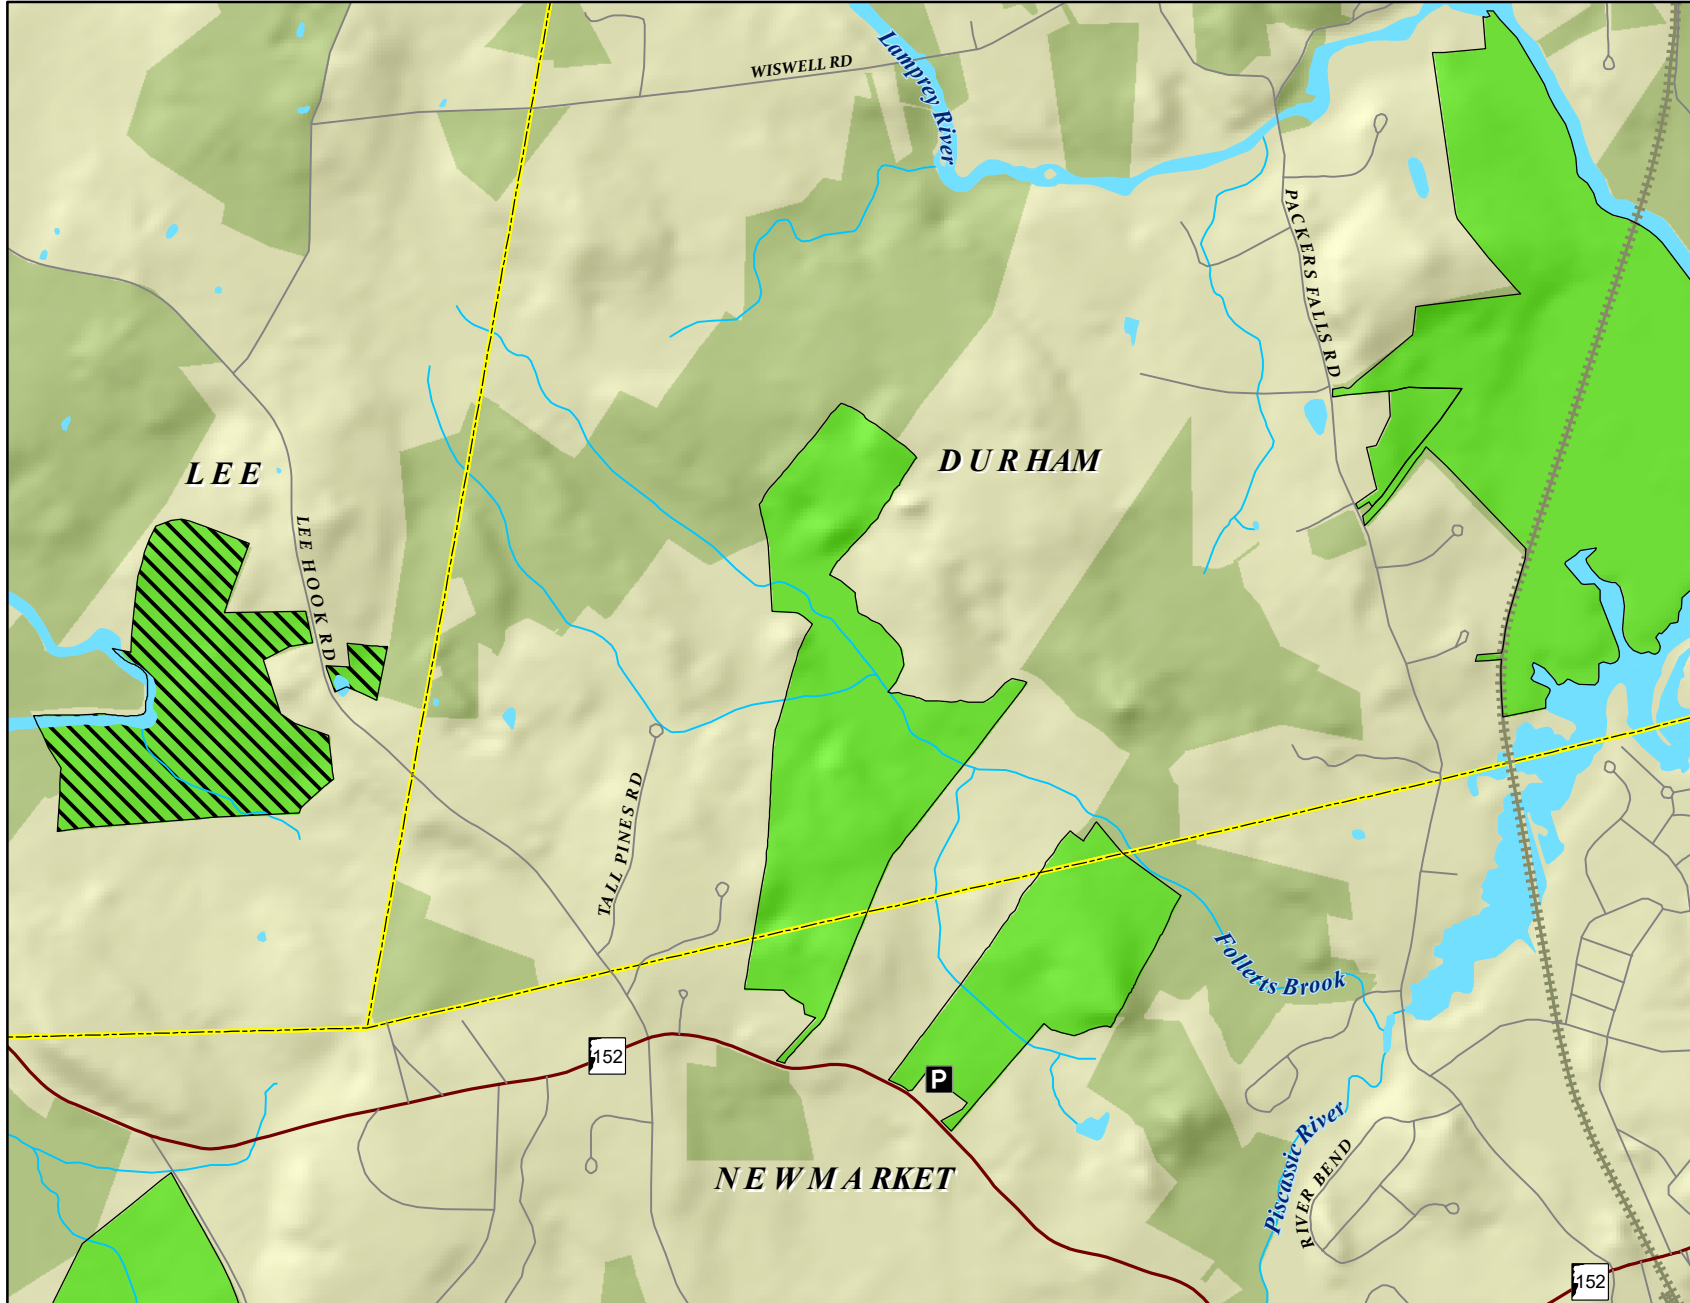 WISWELL RD
Lamprey River
PACKERS FALLS RD
DURHAM
LEE
LEE HOOK RD
TALL PINES RD
Folletts Brook
152
P
NEWMARKET
Piscassic River
RIVER BEND
152